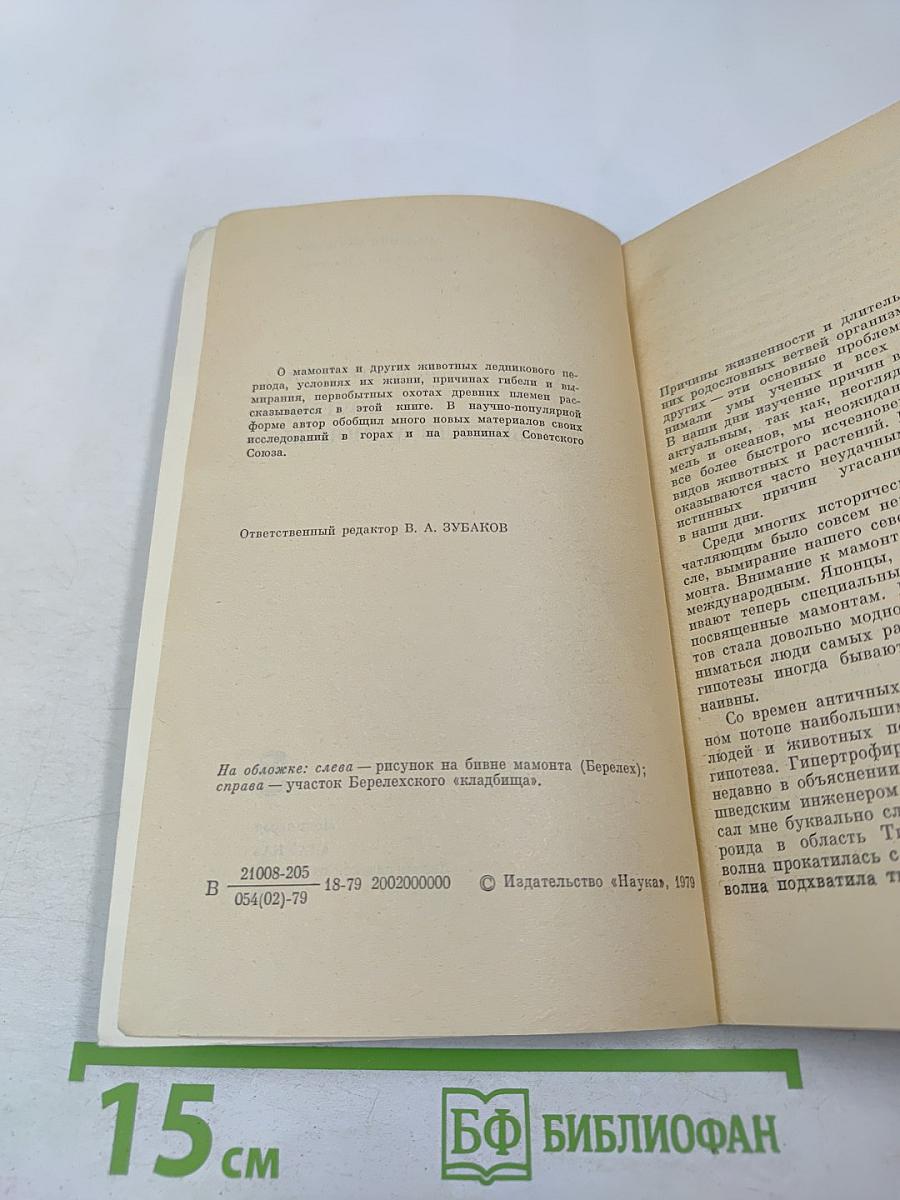 О мамонтах и других животных ледникового пе-
риода, условиях их жизни, причинах гибели и вы-
мирания, первобытных охотах древних племен рас-
сказывается в этой книге. В научно-популярной
форме автор обобщил много новых материалов своих
исследований в горах и на равнинах Советского
Союза.
Ответственный редактор В. А. ЗУБАКОВ
На обложке: слева — рисунок на бивне мамонта (Берелех);
справа — участок Берелехского «кладбища».
В 21008-205
054(02)-79 18-79 2002000000 © Издательство «Наука», 1979
Причины жизненности и длитель
них родословных ветвей организм
других — эти основные проблем
нимали умы ученых и всех
В наши дни изучение причин в
актуальным, так как, неогляд
мель и океанов, мы неожидан
все более быстрого исчезнове
видов животных и растений.
оказываются часто неудачным
истинных причин угасани
в наши дни.
Среди многих историчес
чатляющим было совсем не
сле, вымирание нашего севе
монта. Внимание к мамонт
международным. Японцы,
ивают теперь специальны
посвященные мамонтам.
тов стала довольно модно
ниматься люди самых ра
гипотезы иногда бывают
наивны.
Со времен античных
ном потопе наибольшим
людей и животных по
гипотеза. Гипертрофир
недавно в объяснении
шведским инженером
сал мне буквально сл
роида в область Ти
волна прокатилась с
волна подхватила т
15 см
БФ БИБЛИОФАН